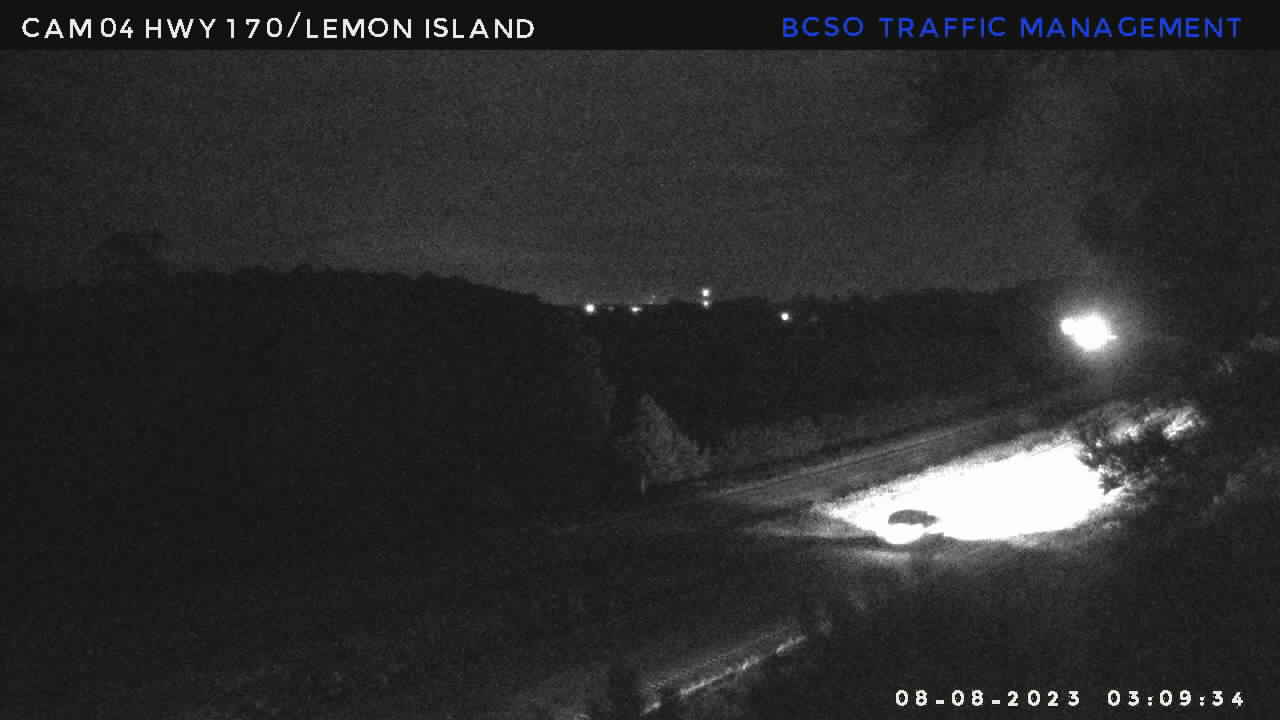 CAM04 HWY 170/LEMON ISLAND
BCSO TRAFFIC MANAGEMENT
08-08-2023 03:09:34